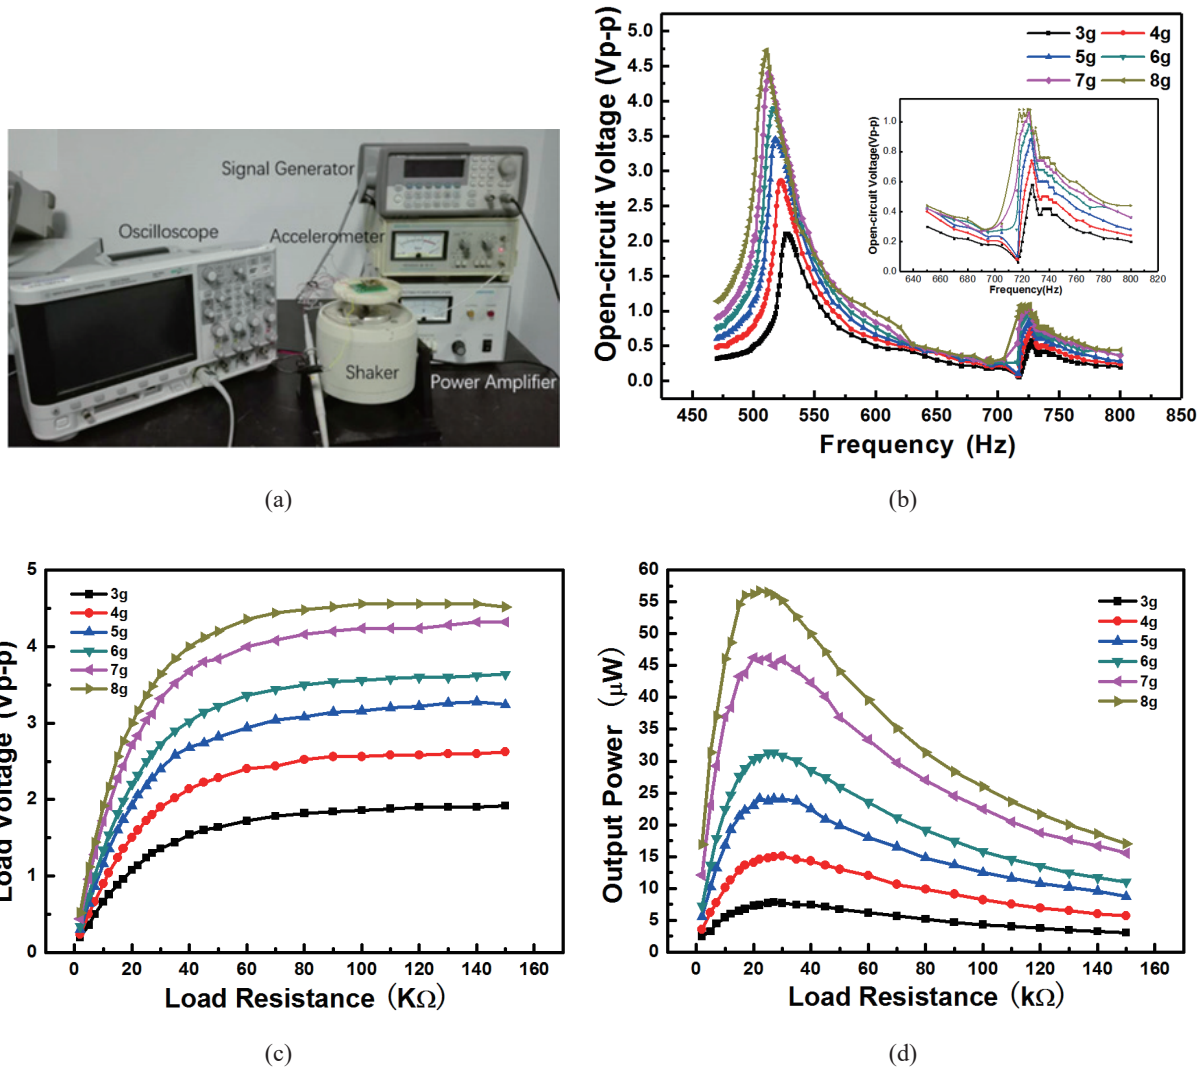 Signal Generator
Oscilloscope
Accelerometer
Shaker
Power Amplifier
(a)
Open-circuit Voltage (Vp-p)
5.0
4.5
4.0
3.5
3.0
2.5
2.0
1.5
1.0
0.5
0.0
450 500 550 600 650 700 750 800 850
Frequency (Hz)
3g 4g
5g 6g
7g 8g
Open-circuit Voltage(Vp-p)
1.0
0.8
0.6
0.4
0.2
0.0
640 660 680 700 720 740 760 780 800 820
Frequency(Hz)
(b)
Load Voltage (Vp-p)
5
4
3
2
1
0
0 20 40 60 80 100 120 140 160
Load Resistance (KΩ)
3g
4g
5g
6g
7g
8g
(c)
Output Power (μW)
60
55
50
45
40
35
30
25
20
15
10
5
0
0 20 40 60 80 100 120 140 160
Load Resistance (kΩ)
3g
4g
5g
6g
7g
8g
(d)